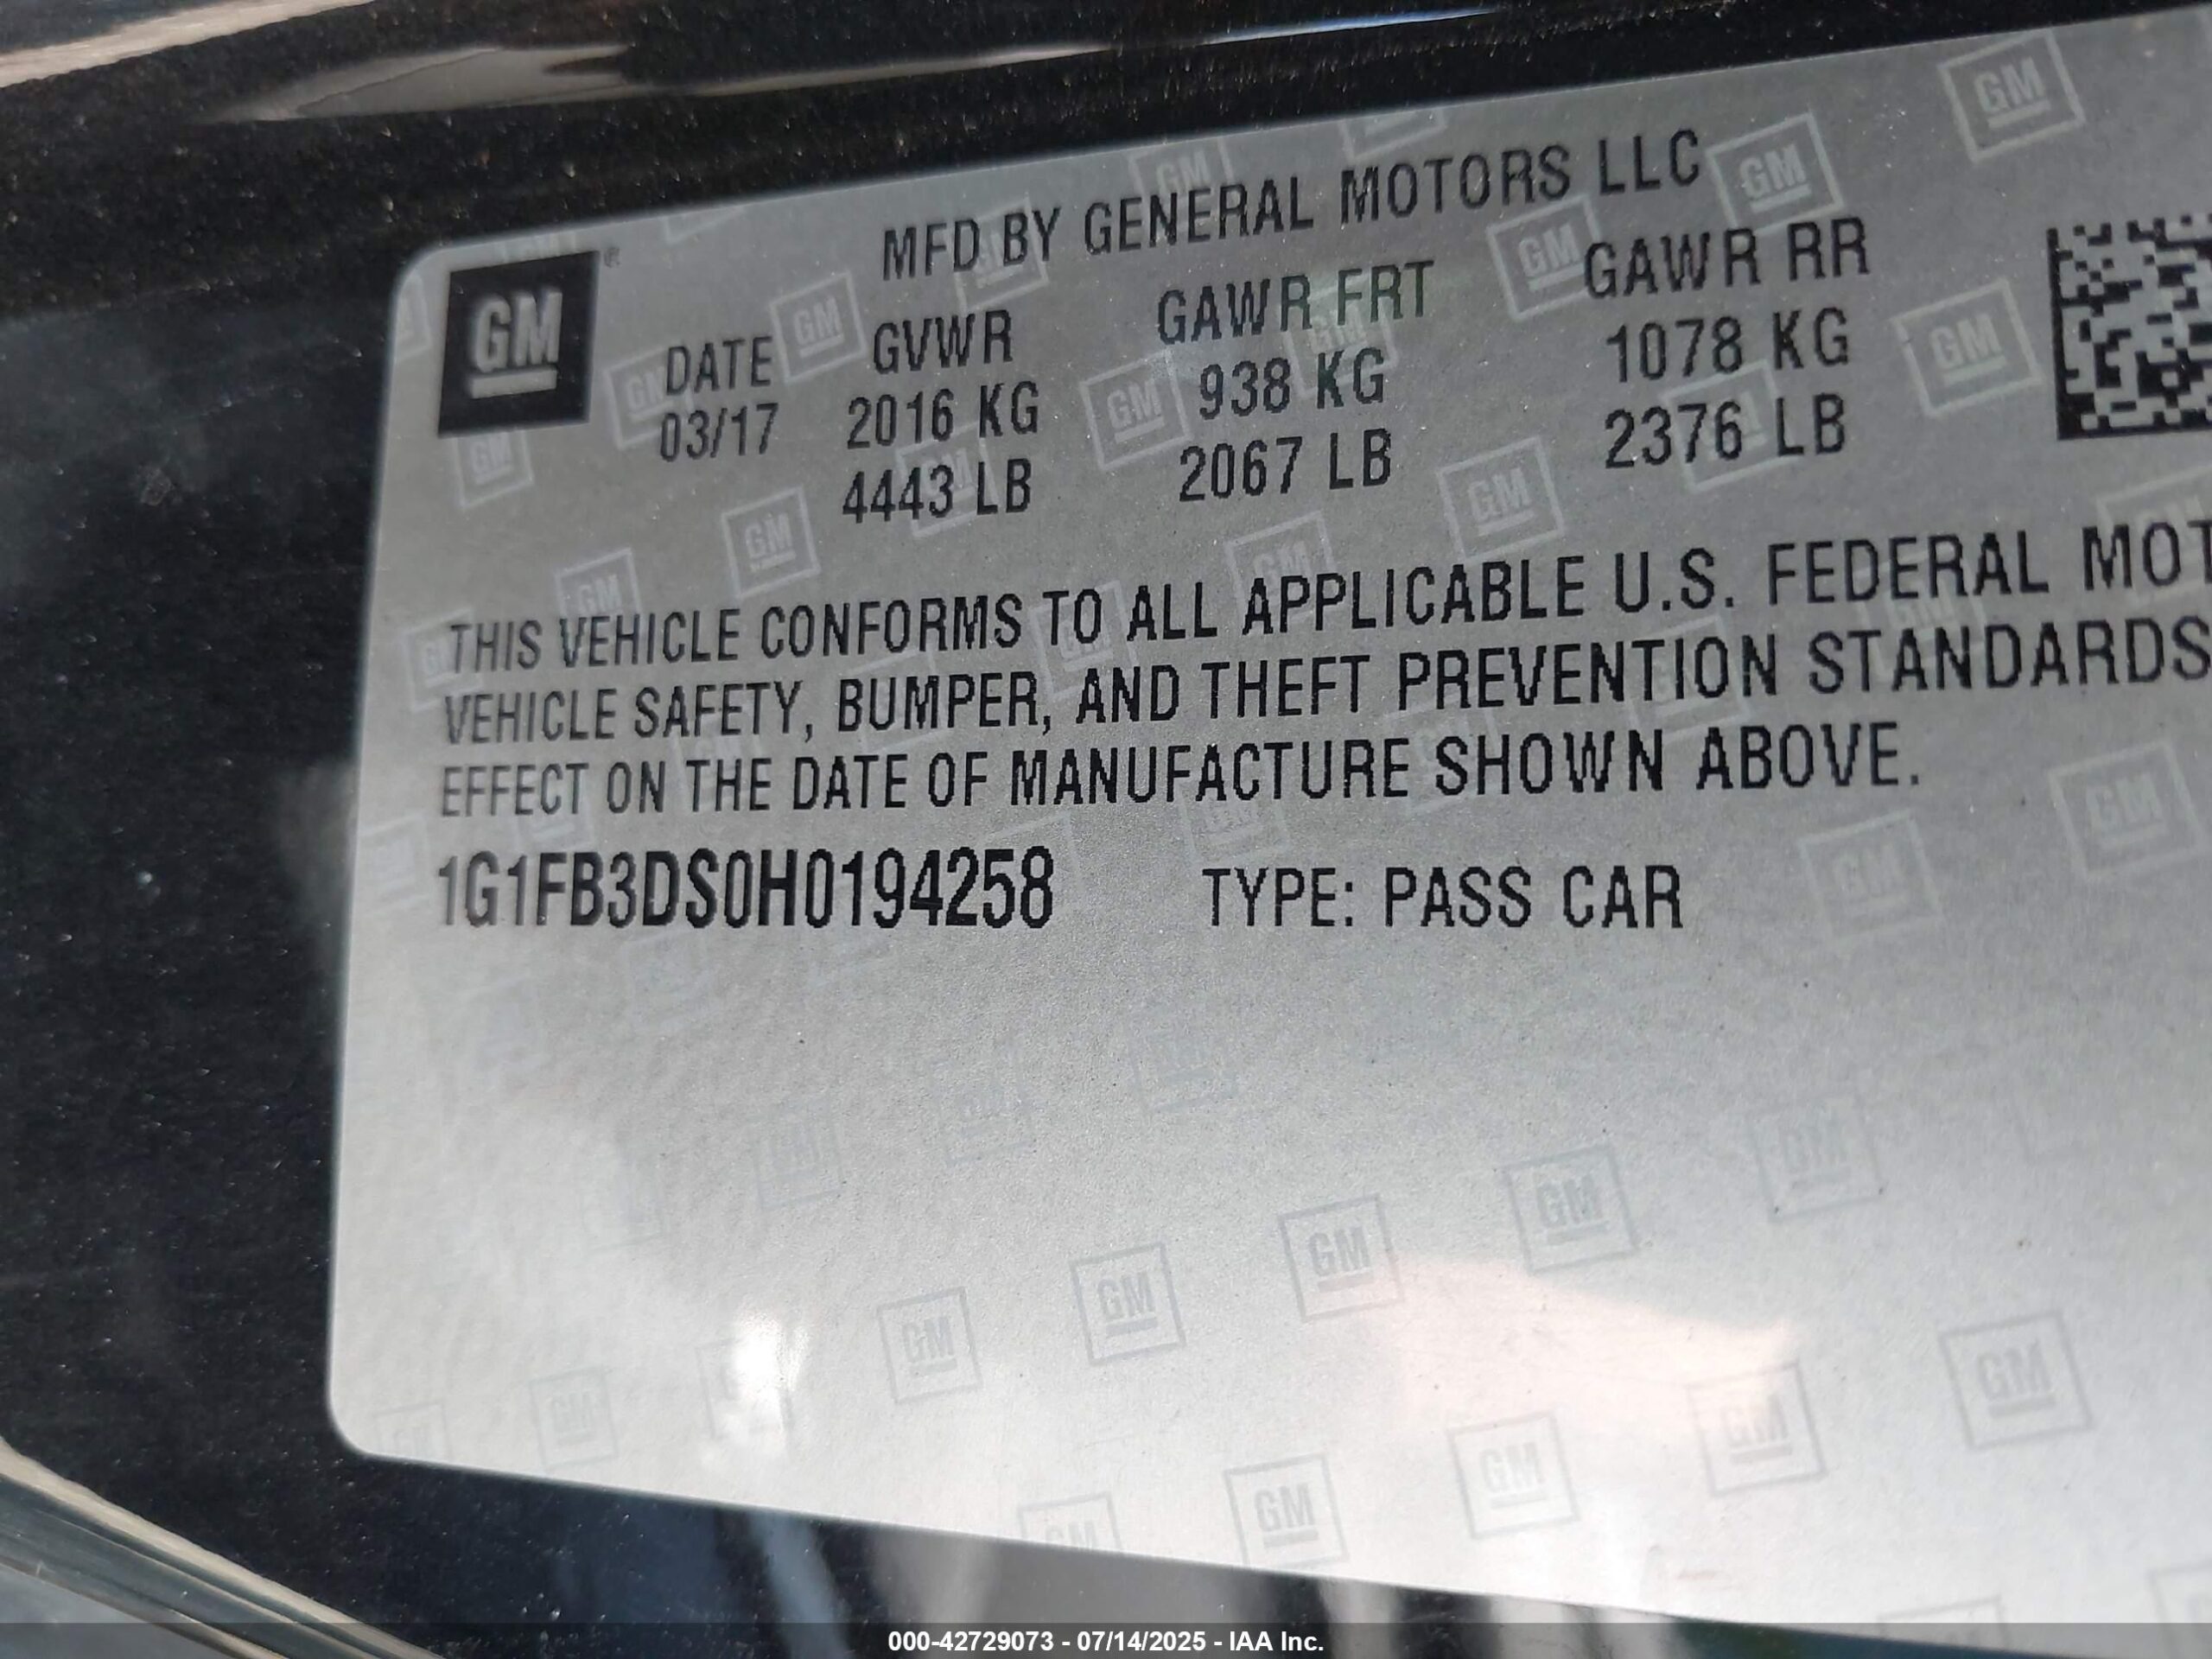 MFD BY GENERAL MOTORS LLC
GM
DATE GVWR GAWR FRT GAWR RR
03/17 2016 KG 938 KG 1078 KG
4443 LB 2067 LB 2376 LB
THIS VEHICLE CONFORMS TO ALL APPLICABLE U.S. FEDERAL MOT
VEHICLE SAFETY, BUMPER, AND THEFT PREVENTION STANDARDS
EFFECT ON THE DATE OF MANUFACTURE SHOWN ABOVE.
1G1FB3DS0H0194258 TYPE: PASS CAR
000-42729073 - 07/14/2025 - IAA Inc.